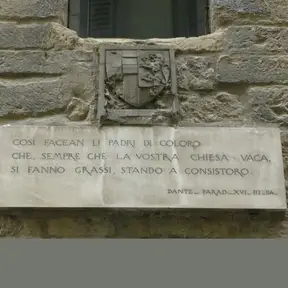 COSÌ FACEAN LI PADRI DI COLORO
CHE, SEMPRE CHE LA VOSTRA CHIESA VACA,
SI FANNO GRASSI, STANDO A CONSISTORO.
DANTE PARAD. XVI. 112-114.